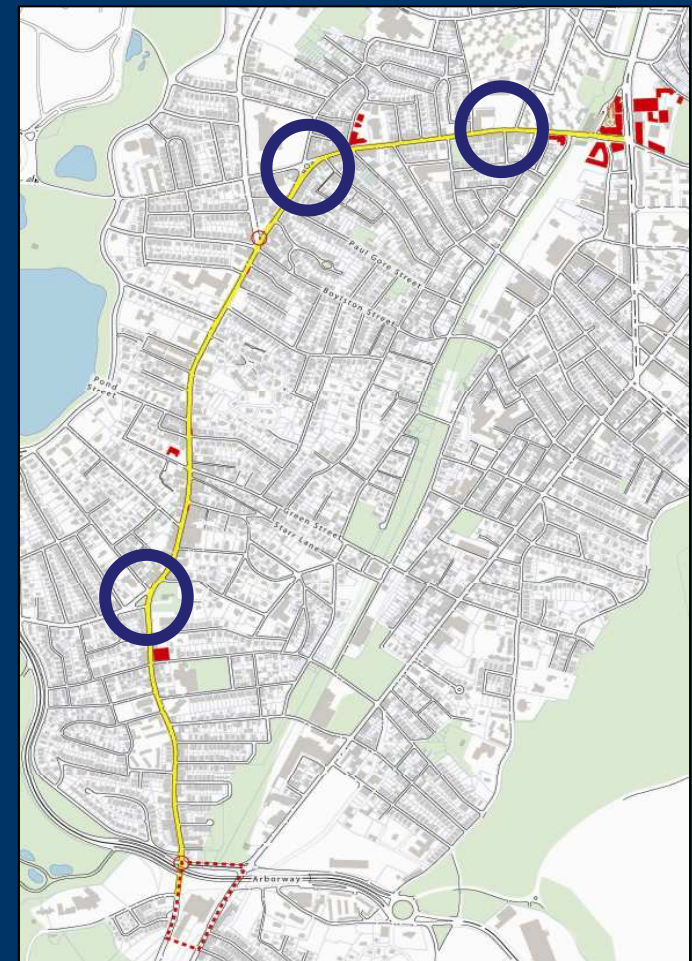 Paul Gore Street
Boylston Street
Pond
Street
Green Street
Starr Lane
Arborway